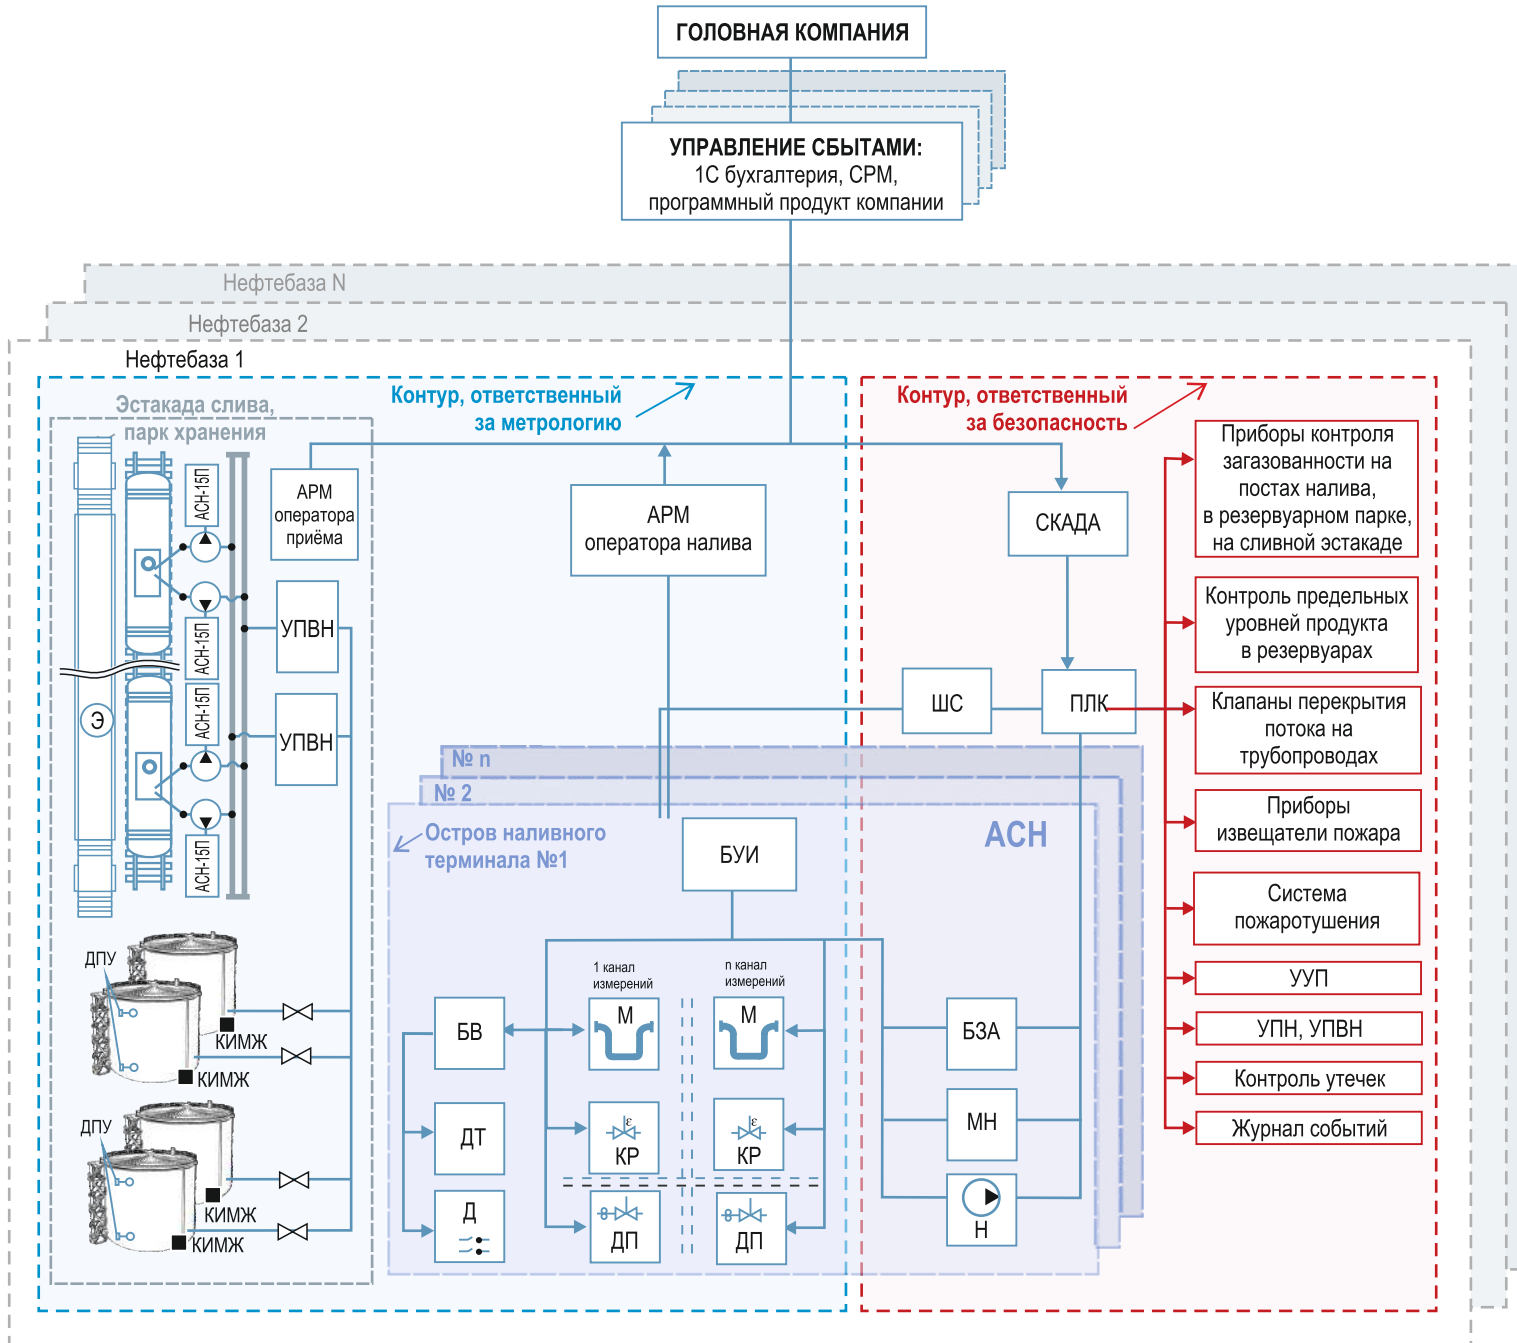 ГОЛОВНАЯ КОМПАНИЯ
УПРАВЛЕНИЕ СБЫТАМИ:
1С бухгалтерия, СРМ,
программный продукт компании
Нефтебаза N
Нефтебаза 2
Нефтебаза 1
Контур, ответственный
за метрологию
Контур, ответственный
за безопасность
Эстакада слива,
парк хранения
АСН-15П
АСН-15П
АСН-15П
АСН-15П
Э
АРМ
оператора
приёма
УПВН
УПВН
АРМ
оператора налива
СКАДА
ШС
ПЛК
Приборы контроля
загазованности на
постах налива,
в резервуарном парке,
на сливной эстакаде
Контроль предельных
уровней продукта
в резервуарах
Клапаны перекрытия
потока на
трубопроводах
Приборы
извещатели пожара
Система
пожаротушения
УУП
УПН, УПВН
Контроль утечек
Журнал событий
№ n
№ 2
Остров наливного
терминала №1
АСН
БУИ
1 канал
измерений
n канал
измерений
БВ
М
М
БЗА
ДТ
ε
КР
ε
КР
МН
Д
ДП
ДП
Н
ДПУ
КИМЖ
КИМЖ
ДПУ
КИМЖ
КИМЖ